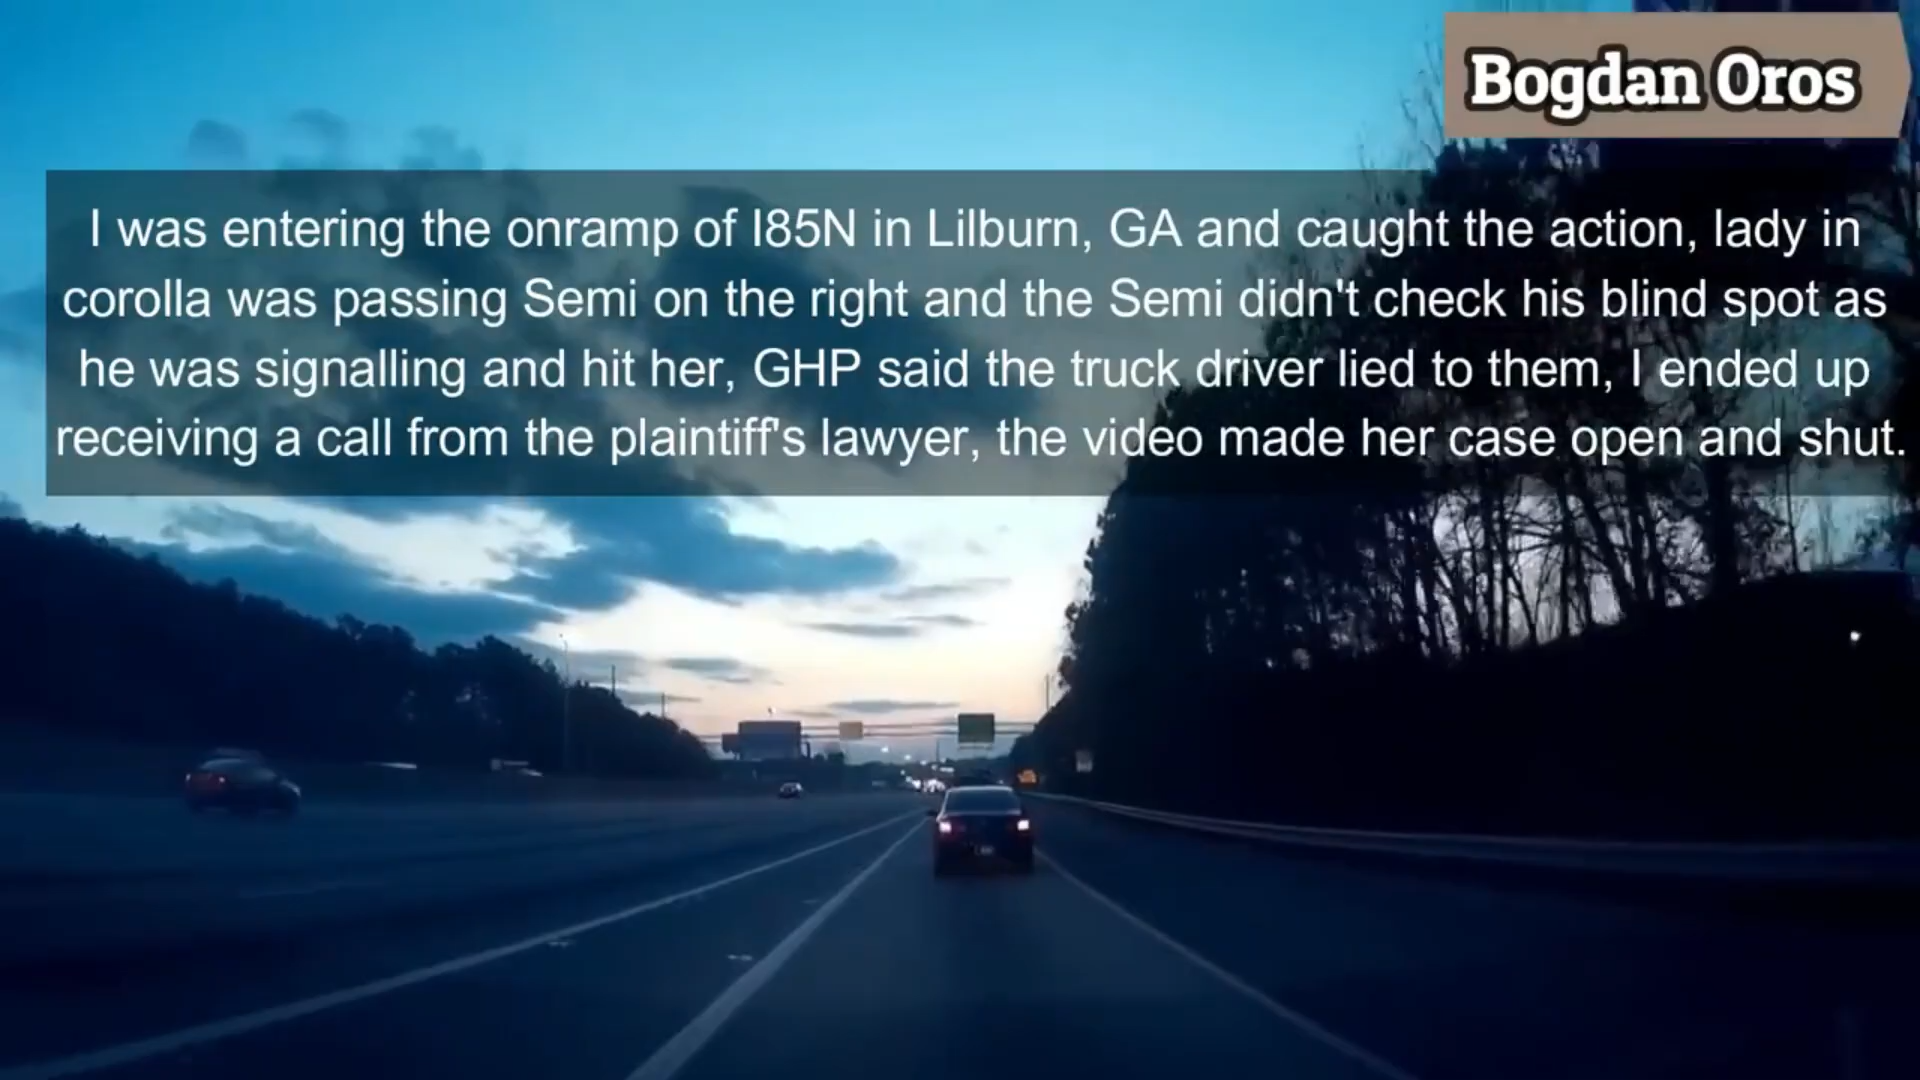 Bogdan Oros
I was entering the onramp of I85N in Lilburn, GA and caught the action, lady in
corolla was passing Semi on the right and the Semi didn't check his blind spot as
he was signalling and hit her, GHP said the truck driver lied to them, I ended up
receiving a call from the plaintiff's lawyer, the video made her case open and shut.